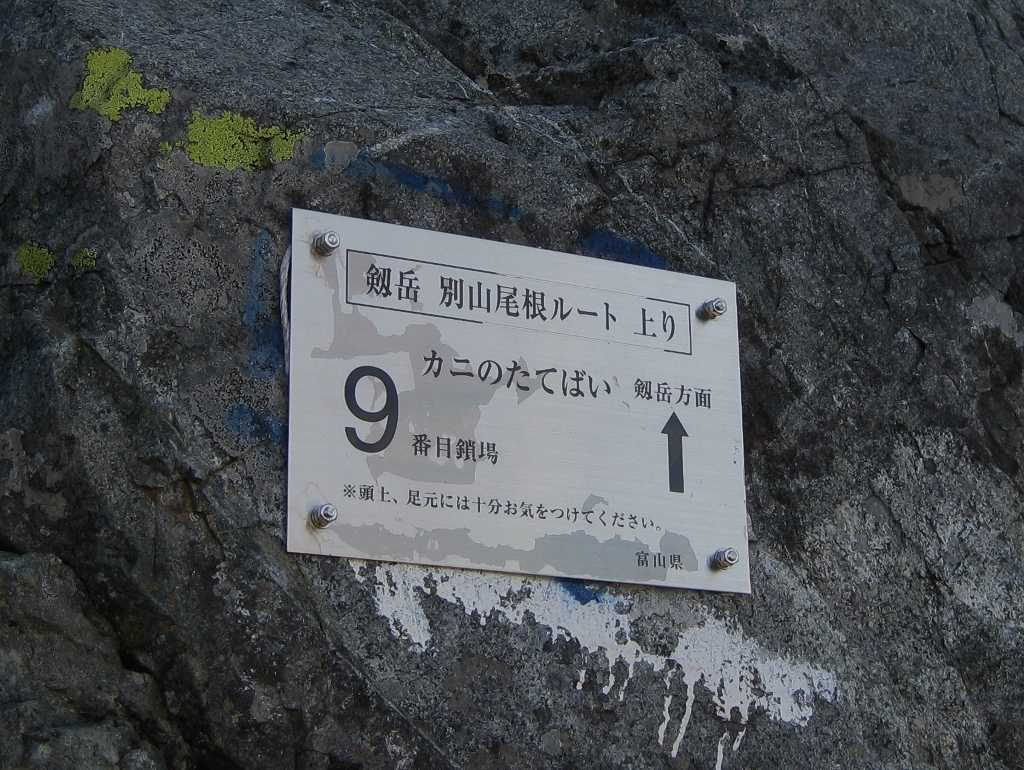 剱岳 別山尾根ルート 上り
カニのたてばい
剱岳方面
9
番目鎖場
※頭上、足元には十分お気をつけてください。
富山県